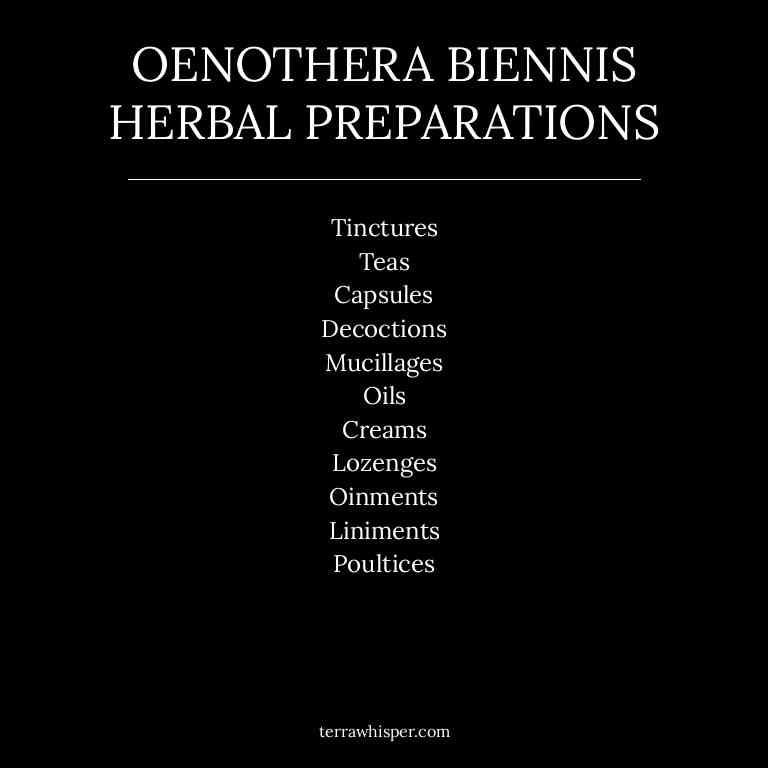 OENOTHERA BIENNIS
HERBAL PREPARATIONS
Tinctures
Teas
Capsules
Decoctions
Mucillages
Oils
Creams
Lozenges
Oinments
Liniments
Poultices
terrawhisper.com